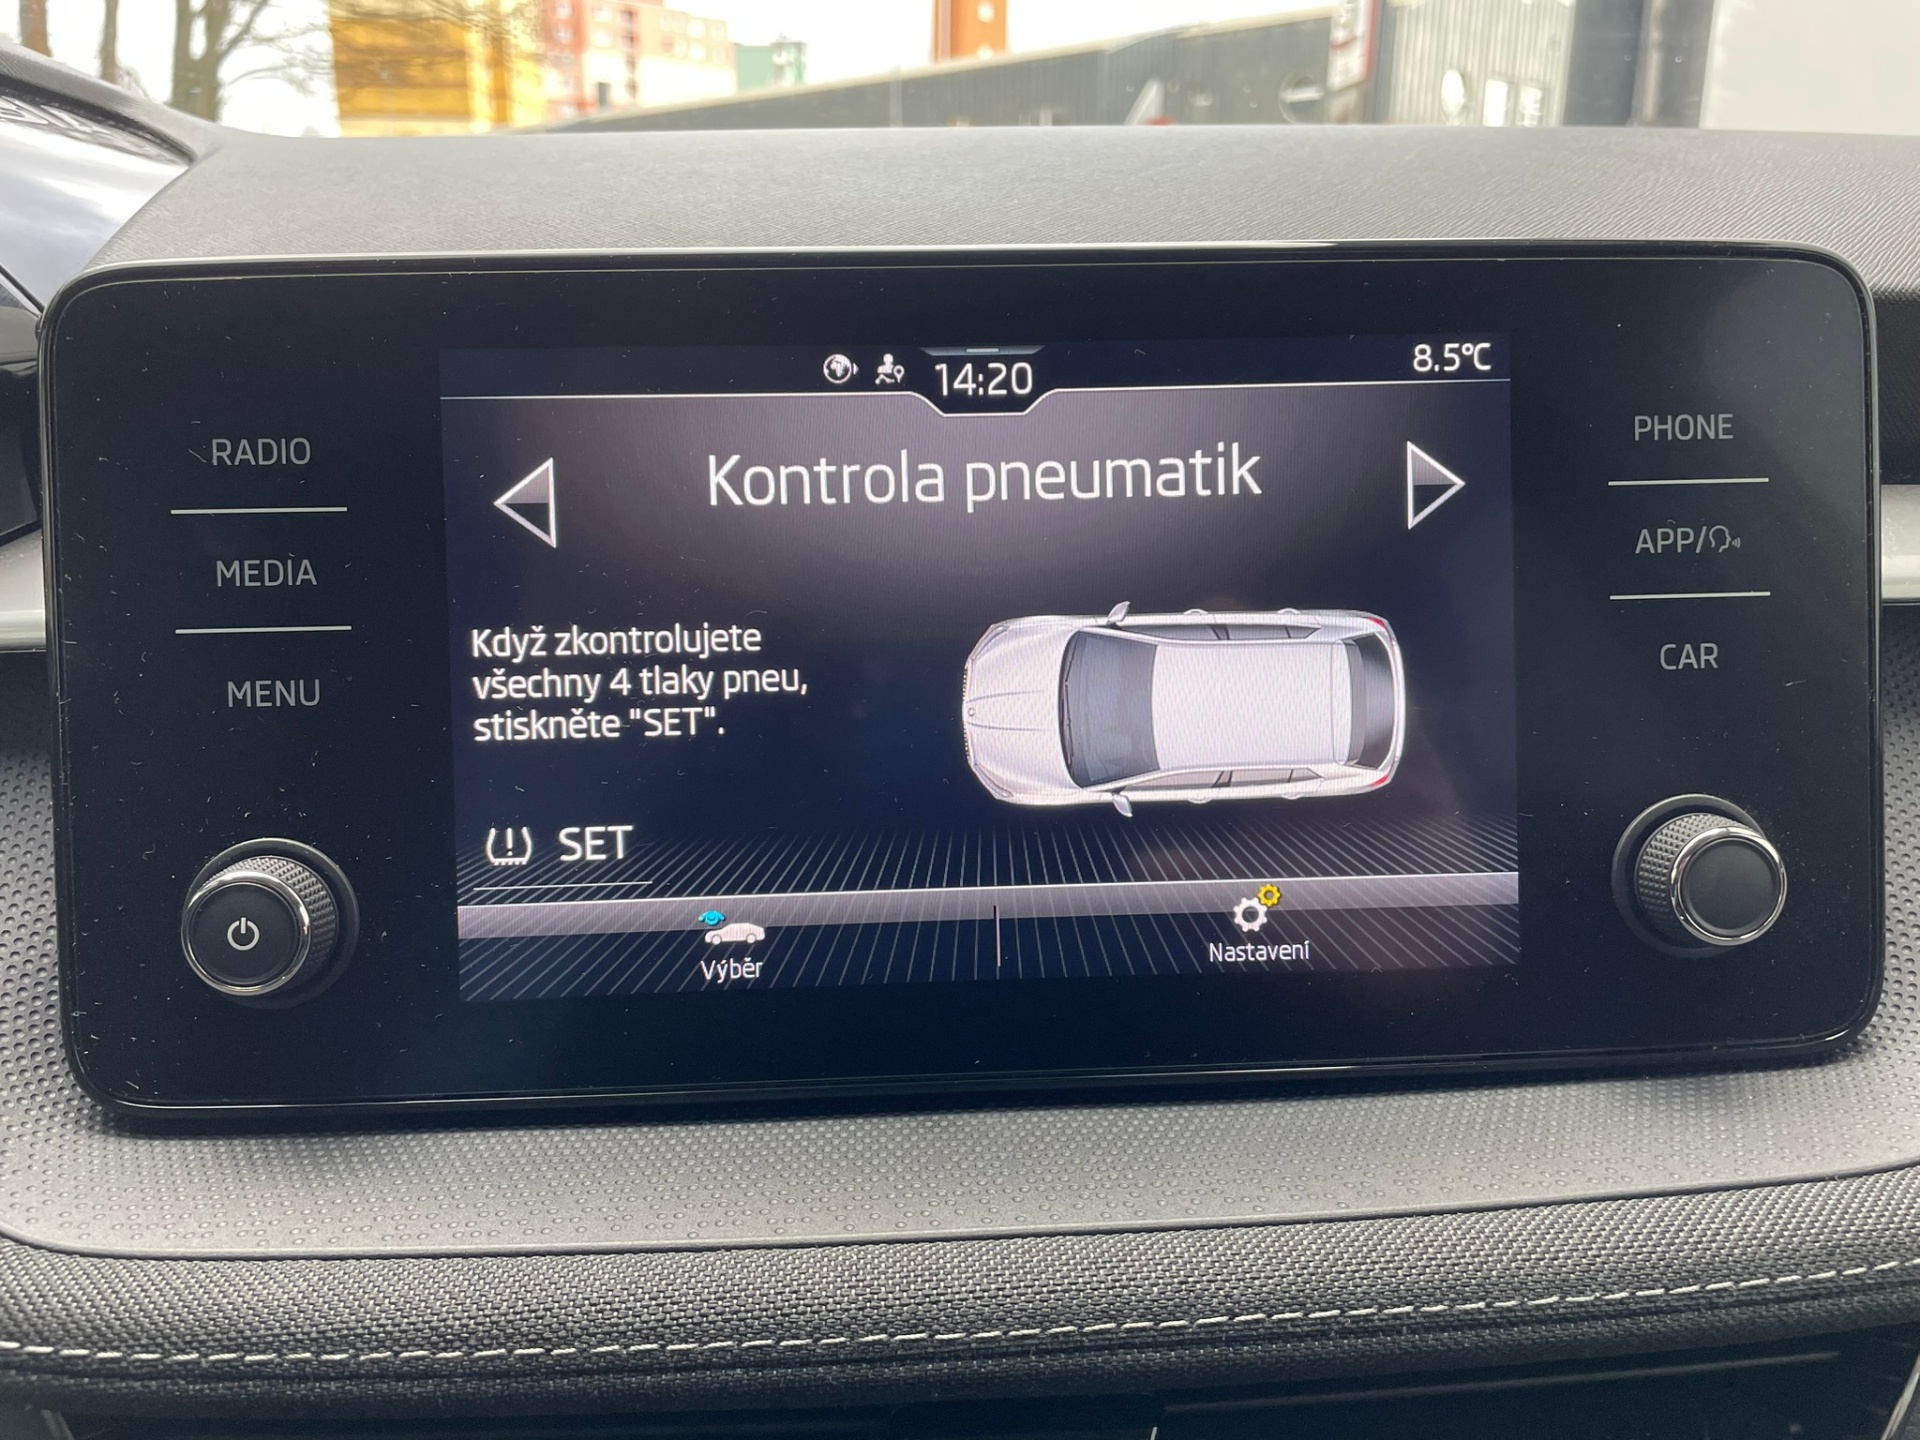 14:20
8.5°C
RADIO
MEDIA
MENU
Kontrola pneumatik
Když zkontrolujete
všechny 4 tlaky pneu,
stiskněte "SET".
SET
Výběr
Nastavení
PHONE
APP/
CAR